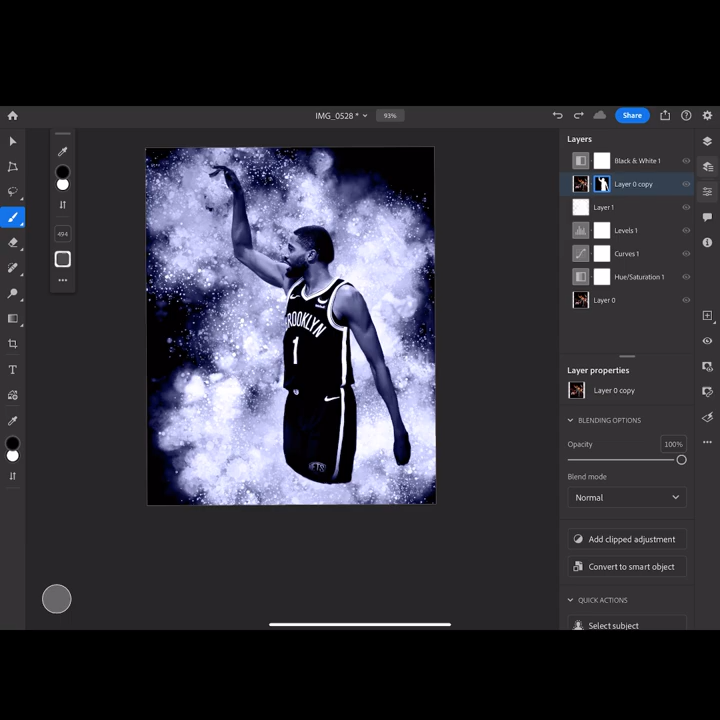 IMG_0528 *
93%
Share
Layers
Black & White 1
Layer 0 copy
Layer 1
Levels 1
Curves 1
Hue/Saturation 1
Layer 0
494
BROOKLYN
1
NETS
T
Layer properties
Layer 0 copy
BLENDING OPTIONS
Opacity
100%
Blend mode
Normal
Add clipped adjustment
Convert to smart object
QUICK ACTIONS
Select subject